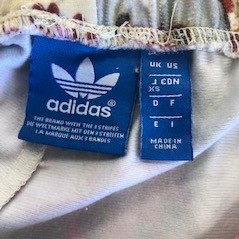 adidas®
THE BRAND WITH THE 3 STRIPES
DIE WELTMARKE MIT DEN 3 STREIFEN
LA MARQUE AUX 3 BANDES
UK US
J CDN
XS
D F
E I
MADE IN
CHINA